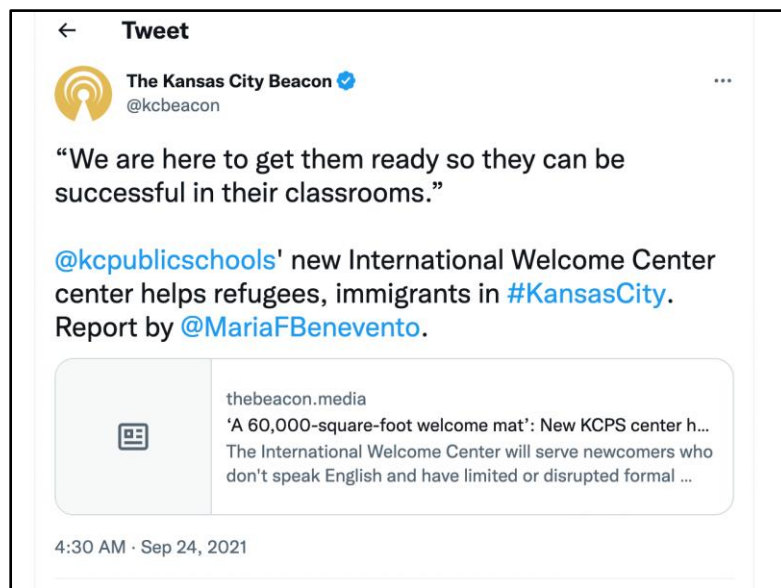 Tweet
The Kansas City Beacon
@kcbeacon
“We are here to get them ready so they can be
successful in their classrooms.”
@kcpublicschools' new International Welcome Center
center helps refugees, immigrants in #KansasCity.
Report by @MariaFBenevento.
thebeacon.media
‘A 60,000-square-foot welcome mat’: New KCPS center h...
The International Welcome Center will serve newcomers who
don't speak English and have limited or disrupted formal ...
4:30 AM · Sep 24, 2021